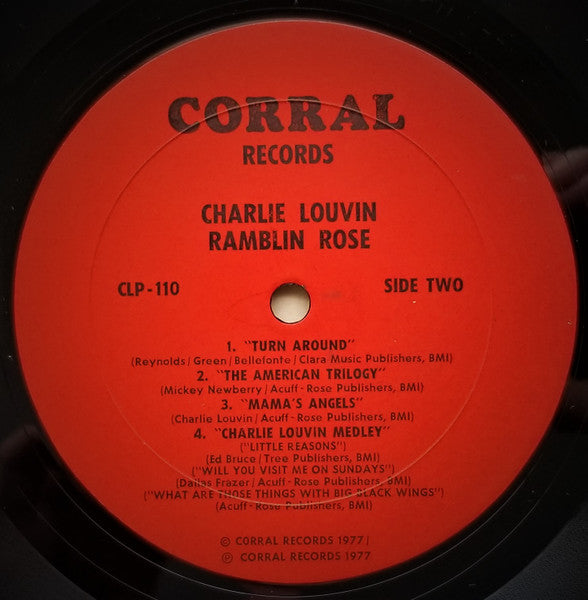 CORRAL
RECORDS
CHARLIE LOUVIN
RAMBLIN ROSE
CLP-110
SIDE TWO
1. "TURN AROUND"
(Reynolds/Green/Bellefonte/Clara Music Publishers, BMI)
2. "THE AMERICAN TRILOGY"
(Mickey Newberry/Acuff-Rose Publishers, BMI)
3. "MAMA'S ANGELS"
(Charlie Louvin/Acuff-Rose Publishers, BMI)
4. "CHARLIE LOUVIN MEDLEY"
("LITTLE REASONS")
(Ed Bruce/Tree Publishers, BMI)
("WILL YOU VISIT ME ON SUNDAYS")
(Dallas Frazer/Acuff-Rose Publishers, BMI)
("WHAT ARE THOSE THINGS WITH BIG BLACK WINGS")
(Acuff-Rose Publishers, BMI)
© CORRAL RECORDS 1977
℗ CORRAL RECORDS 1977